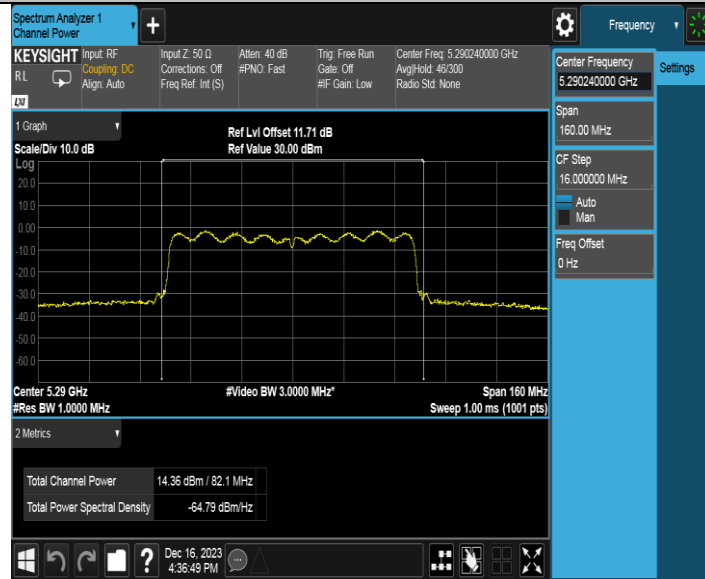 Spectrum Analyzer 1
Channel Power
+
Frequency
KEYSIGHT
RL
LXI
Input: RF
Coupling: DC
Align: Auto
Input Z: 50 Ω
Corrections: Off
Freq Ref: Int (S)
Atten: 40 dB
#PNO: Fast
Trig: Free Run
Gate: Off
#IF Gain: Low
Center Freq: 5.290240000 GHz
Avg|Hold: 46/300
Radio Std: None
Center Frequency
5.290240000 GHz
Settings
Span
160.00 MHz
CF Step
16.000000 MHz
Auto
Man
Freq Offset
0 Hz
1 Graph
Scale/Div 10.0 dB
Ref Lvl Offset 11.71 dB
Ref Value 30.00 dBm
Log
20.0
10.0
0.00
-10.0
-20.0
-30.0
-40.0
-50.0
-60.0
Center 5.29 GHz
#Video BW 3.0000 MHz*
Span 160 MHz
#Res BW 1.0000 MHz
Sweep 1.00 ms (1001 pts)
2 Metrics
Total Channel Power 14.36 dBm / 82.1 MHz
Total Power Spectral Density -64.79 dBm/Hz
?
Dec 16, 2023
4:36:49 PM